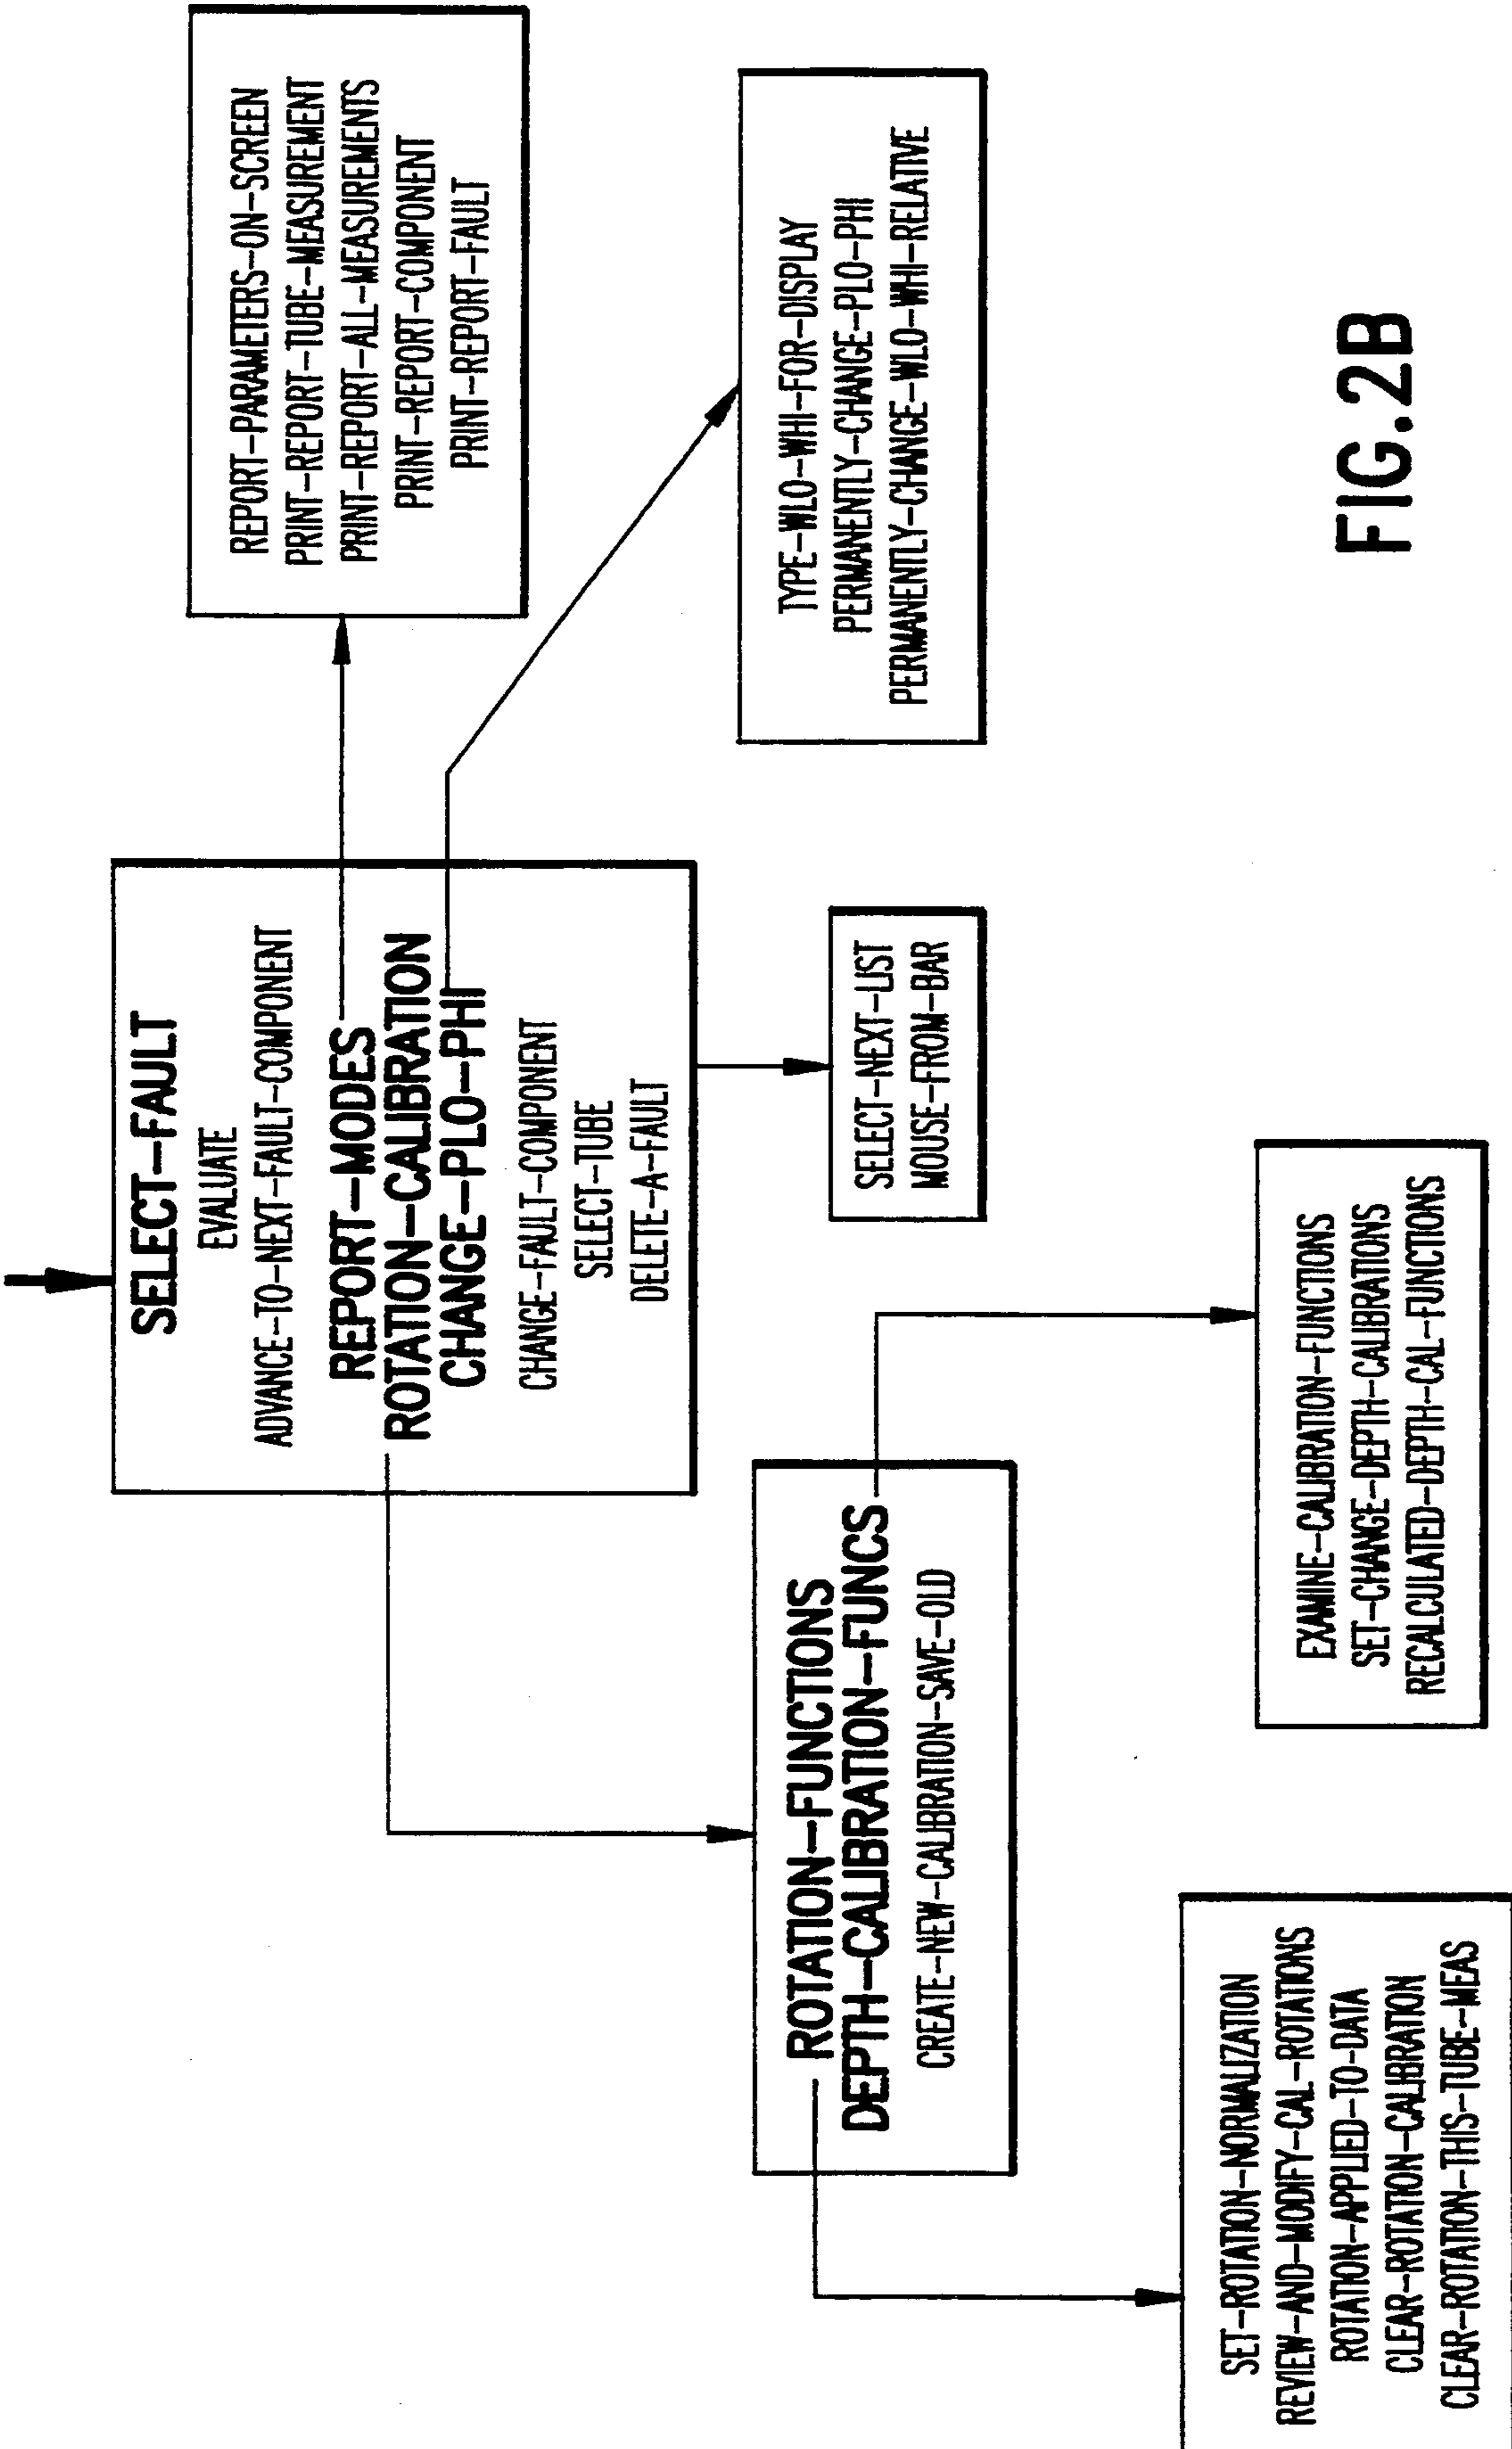 SELECT-FAULT
EVALUATE
ADVANCE-TO-NEXT-FAULT-COMPONENT
REPORT-MODES
ROTATION-CALIBRATION
CHANGE-PLO-PHI
CHANGE-FAULT-COMPONENT
SELECT-TUBE
DELETE-A-FAULT
REPORT-PARAMETERS-ON-SCREEN
PRINT-REPORT-TUBE-MEASUREMENT
PRINT-REPORT-ALL-MEASUREMENTS
PRINT-REPORT-COMPONENT
PRINT-REPORT-FAULT
TYPE-WLO-WHI-FOR-DISPLAY
PERMANENTLY-CHANGE-PLO-PHI
PERMANENTLY-CHANGE-WLO-WHI-RELATIVE
SELECT-NEXT-LIST
MOUSE-FROM-BAR
ROTATION-FUNCTIONS
DEPTH-CALIBRATION-FUNCS
CREATE-NEW-CALIBRATION-SAVE-OLD
EXAMINE-CALIBRATION-FUNCTIONS
SET-CHANGE-DEPTH-CALIBRATIONS
RECALCULATED-DEPTH-CAL-FUNCTIONS
SET-ROTATION-NORMALIZATION
REVIEW-AND-MODIFY-CAL-ROTATIONS
ROTATION-APPLIED-TO-DATA
CLEAR-ROTATION-CALIBRATION
CLEAR-ROTATION-THIS-TUBE-MEAS
FIG.2B